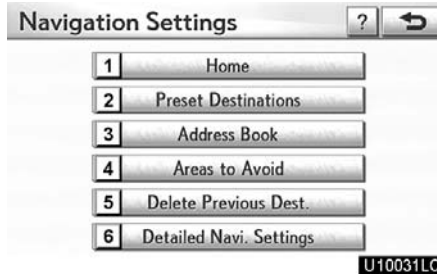 Navigation Settings ?
1 Home
2 Preset Destinations
3 Address Book
4 Areas to Avoid
5 Delete Previous Dest.
6 Detailed Navi. Settings
U10031LC